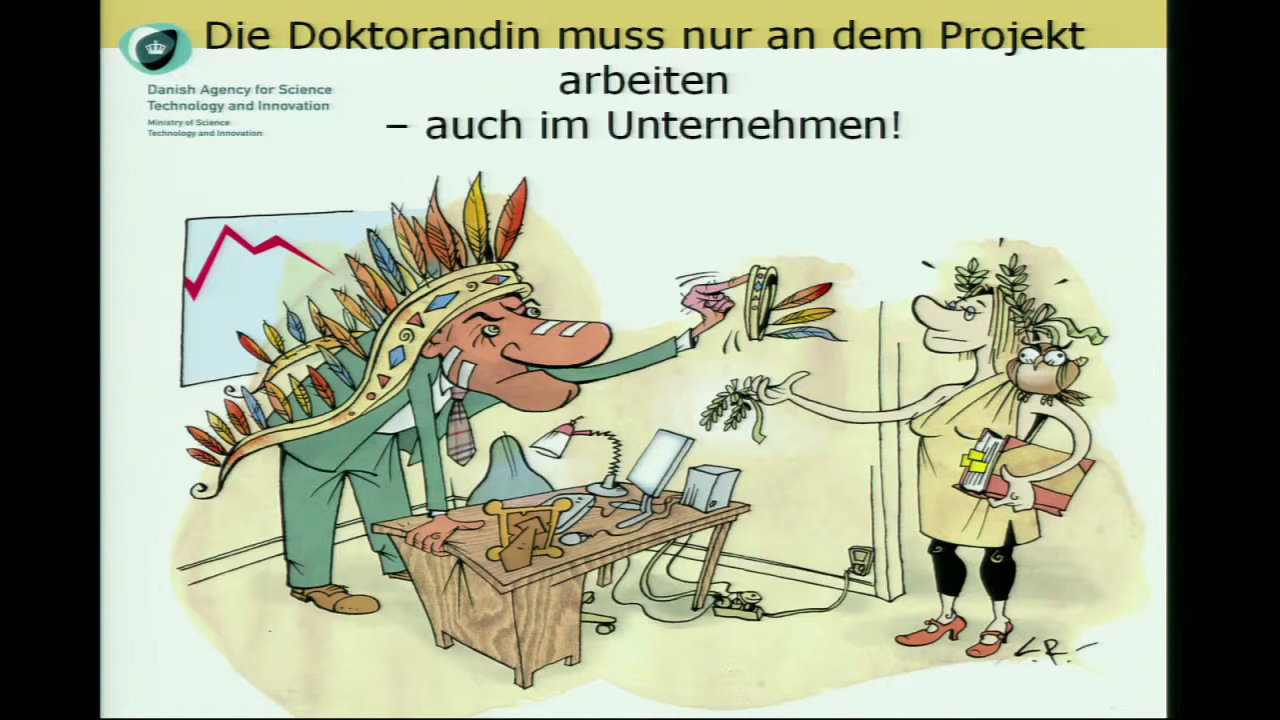 Die Doktorandin muss nur an dem Projekt
arbeiten
– auch im Unternehmen!
Danish Agency for Science
Technology and Innovation
Ministry of Science
Technology and Innovation
L.R.